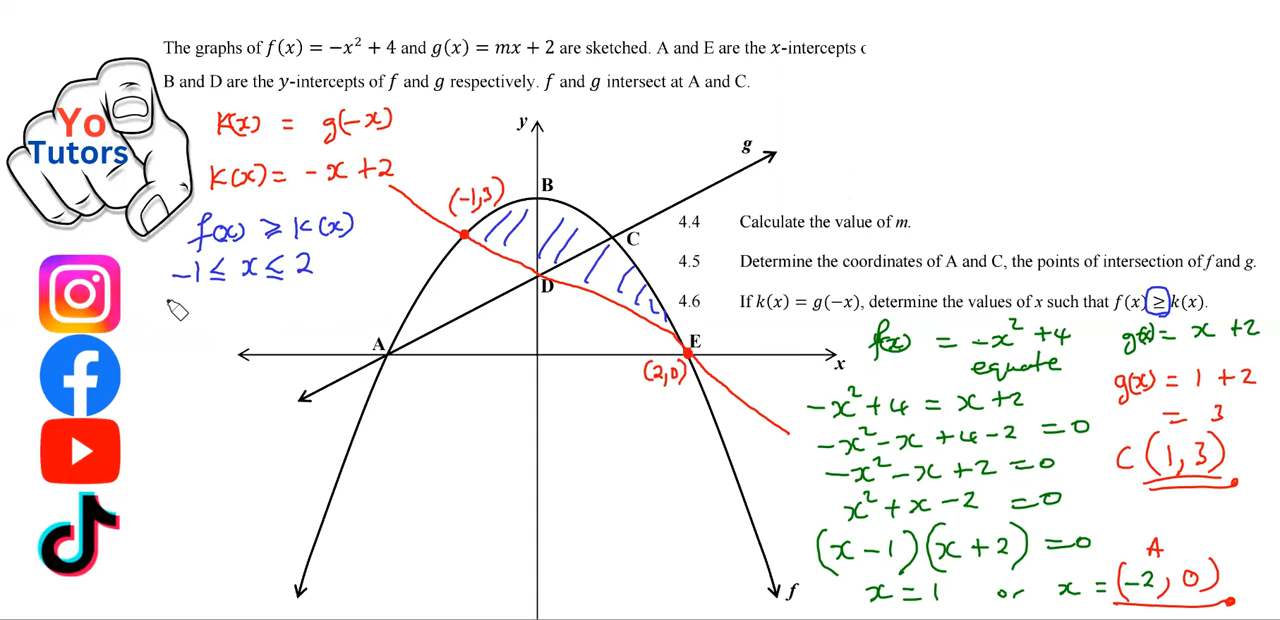 The graphs of f(x) = −x² + 4 and g(x) = mx + 2 are sketched. A and E are the x-intercepts
B and D are the y-intercepts of f and g respectively. f and g intersect at A and C.
Yo
Tutors
K(x) = g(-x)
K(x) = -x +2
f(x) ≥ K(x)
-1 ≤ x ≤ 2
y
g
B
(-1,3)
C
D
A
E
x
(2,0)
f
4.4 Calculate the value of m.
4.5 Determine the coordinates of A and C, the points of intersection of f and g.
4.6 If k(x) = g(−x), determine the values of x such that f(x) ≥ k(x).
f(x) = -x² +4
g(x) = x +2
equate
-x² + 4 = x + 2
-x² - x + 4 - 2 = 0
-x² - x + 2 = 0
x² + x - 2 = 0
(x - 1)(x + 2) = 0
x = 1 or x = (-2, 0)
A
g(x) = 1 + 2
= 3
C (1, 3)